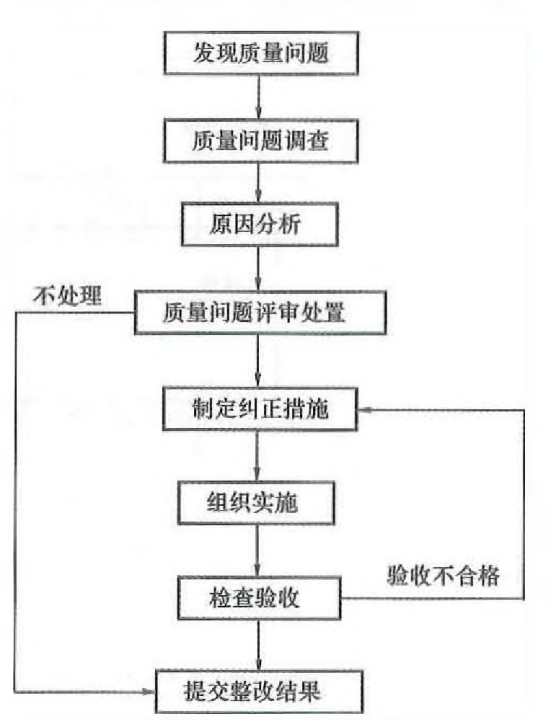 发现质量问题
质量问题调查
原因分析
不处理
质量问题评审处置
制定纠正措施
组织实施
验收不合格
检查验收
提交整改结果